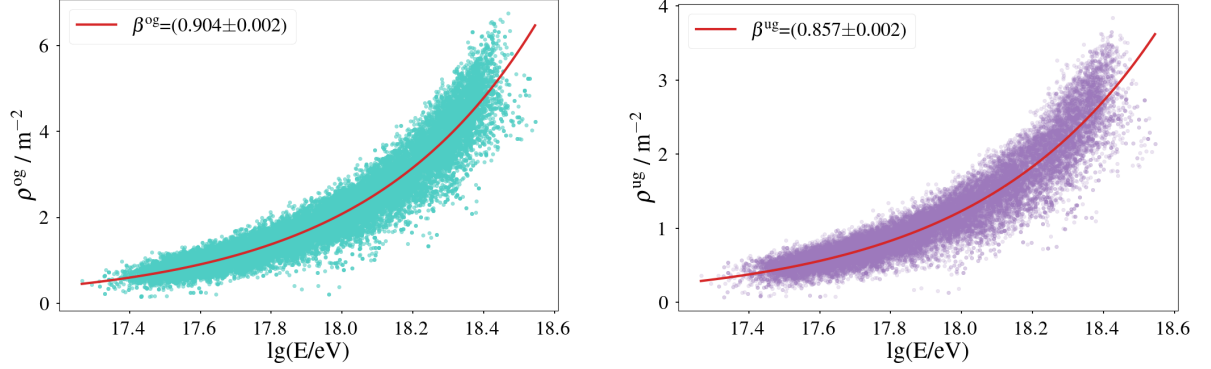 β^og=(0.904±0.002)
6
4
2
0
ρ^og / m^−2
17.4 17.6 17.8 18.0 18.2 18.4 18.6
lg(E/eV)
β^ug=(0.857±0.002)
4
3
2
1
0
ρ^ug / m^−2
17.4 17.6 17.8 18.0 18.2 18.4 18.6
lg(E/eV)